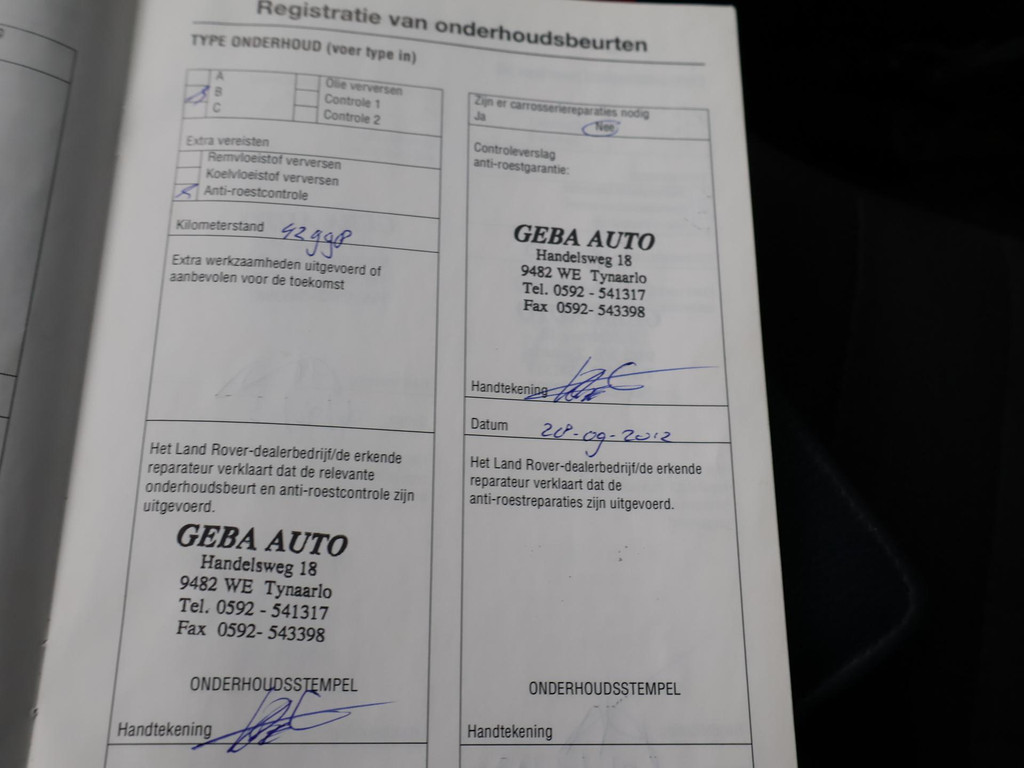 Registratie van onderhoudsbeurten
TYPE ONDERHOUD (voer type in)
A
B
C
Olie verversen
Controle 1
Controle 2
Extra vereisten
Remvloeistof verversen
Koelvloeistof verversen
Anti-roestcontrole
Kilometerstand 42998
Extra werkzaamheden uitgevoerd of
aanbevolen voor de toekomst
Het Land Rover-dealerbedrijf/de erkende
reparateur verklaart dat de relevante
onderhoudsbeurt en anti-roestcontrole zijn
uitgevoerd.
GEBA AUTO
Handelsweg 18
9482 WE Tynaarlo
Tel. 0592 - 541317
Fax 0592- 543398
ONDERHOUDSSTEMPEL
Handtekening
Zijn er carrosseriereparaties nodig
Ja Nee
Controleverslag
anti-roestgarantie:
GEBA AUTO
Handelsweg 18
9482 WE Tynaarlo
Tel. 0592 - 541317
Fax 0592- 543398
Handtekening
Datum 28-09-2012
Het Land Rover-dealerbedrijf/de erkende
reparateur verklaart dat de
anti-roestreparaties zijn uitgevoerd.
ONDERHOUDSSTEMPEL
Handtekening